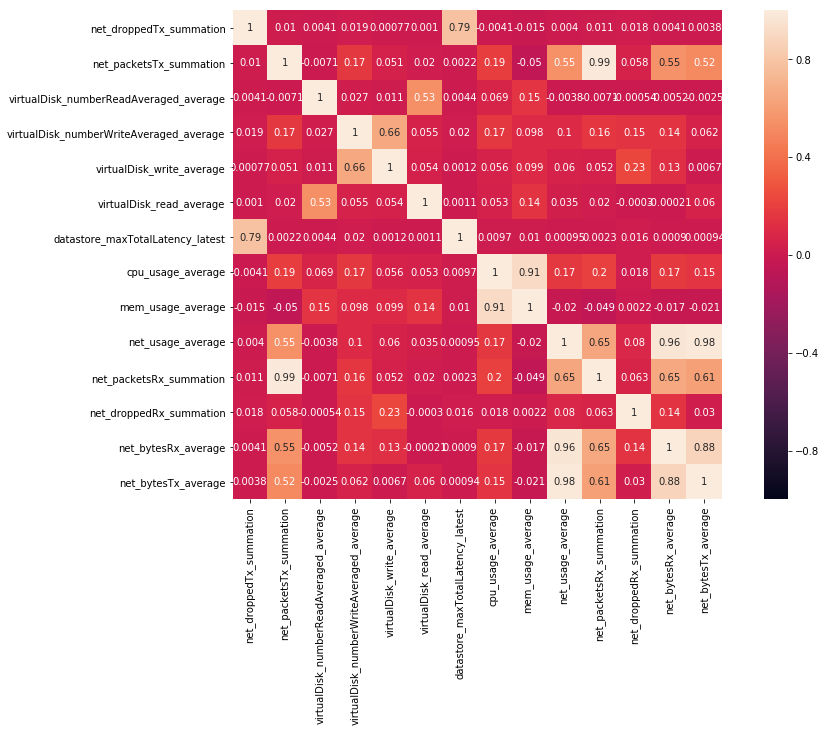 net_droppedTx_summation 1 0.01 0.0041 0.019 0.00077 0.001 0.79 -0.0041 -0.015 0.004 0.011 0.018 0.0041 0.0038
net_packetsTx_summation 0.01 1 -0.0071 0.17 0.051 0.02 0.0022 0.19 -0.05 0.55 0.99 0.058 0.55 0.52
virtualDisk_numberReadAveraged_average 0.0041 -0.0071 1 0.027 0.011 0.53 0.0044 0.069 0.15 -0.0038 -0.0071 -0.00054 -0.0052 -0.0025
virtualDisk_numberWriteAveraged_average 0.019 0.17 0.027 1 0.66 0.055 0.02 0.17 0.098 0.1 0.16 0.15 0.14 0.062
virtualDisk_write_average 0.00077 0.051 0.011 0.66 1 0.054 0.0012 0.056 0.099 0.06 0.052 0.23 0.13 0.0067
virtualDisk_read_average 0.001 0.02 0.53 0.055 0.054 1 0.0011 0.053 0.14 0.035 0.02 -0.0003 -0.00021 0.06
datastore_maxTotalLatency_latest 0.79 0.0022 0.0044 0.02 0.0012 0.0011 1 0.0097 0.01 0.00095 0.0023 0.016 0.0009 0.00094
cpu_usage_average -0.0041 0.19 0.069 0.17 0.056 0.053 0.0097 1 0.91 0.17 0.2 0.018 0.17 0.15
mem_usage_average -0.015 -0.05 0.15 0.098 0.099 0.14 0.01 0.91 1 -0.02 -0.049 0.0022 -0.017 -0.021
net_usage_average 0.004 0.55 -0.0038 0.1 0.06 0.035 0.00095 0.17 -0.02 1 0.65 0.08 0.96 0.98
net_packetsRx_summation 0.011 0.99 -0.0071 0.16 0.052 0.02 0.0023 0.2 -0.049 0.65 1 0.063 0.65 0.61
net_droppedRx_summation 0.018 0.058 -0.00054 0.15 0.23 -0.0003 0.016 0.018 0.0022 0.08 0.063 1 0.14 0.03
net_bytesRx_average 0.0041 0.55 -0.0052 0.14 0.13 -0.00021 0.0009 0.17 -0.017 0.96 0.65 0.14 1 0.88
net_bytesTx_average 0.0038 0.52 -0.0025 0.062 0.0067 0.06 0.00094 0.15 -0.021 0.98 0.61 0.03 0.88 1
net_droppedTx_summation
net_packetsTx_summation
virtualDisk_numberReadAveraged_average
virtualDisk_numberWriteAveraged_average
virtualDisk_write_average
virtualDisk_read_average
datastore_maxTotalLatency_latest
cpu_usage_average
mem_usage_average
net_usage_average
net_packetsRx_summation
net_droppedRx_summation
net_bytesRx_average
net_bytesTx_average
0.8
0.4
0.0
-0.4
-0.8